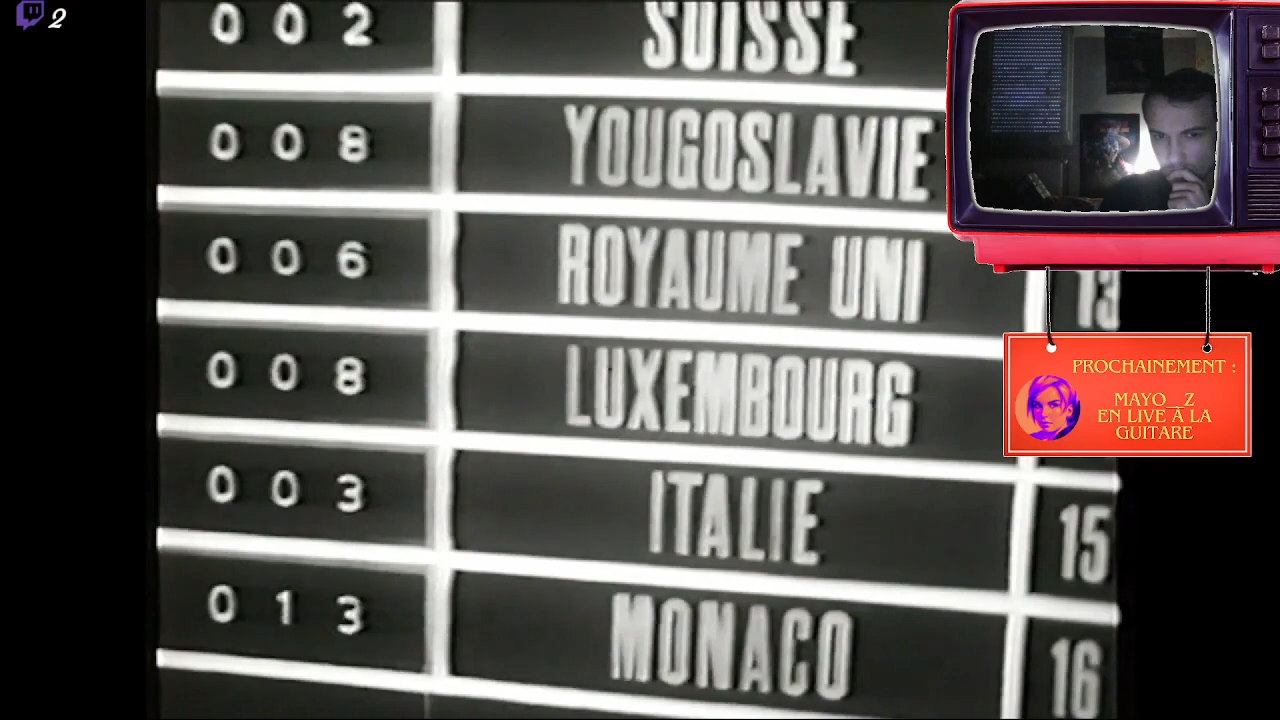 2
0 0 2 SUISSE
0 0 8 YOUGOSLAVIE
0 0 6 ROYAUME UNI 13
0 0 8 LUXEMBOURG
0 0 3 ITALIE 15
0 1 3 MONACO 16
PROCHAINEMENT :
MAYO__Z
EN LIVE À LA
GUITARE